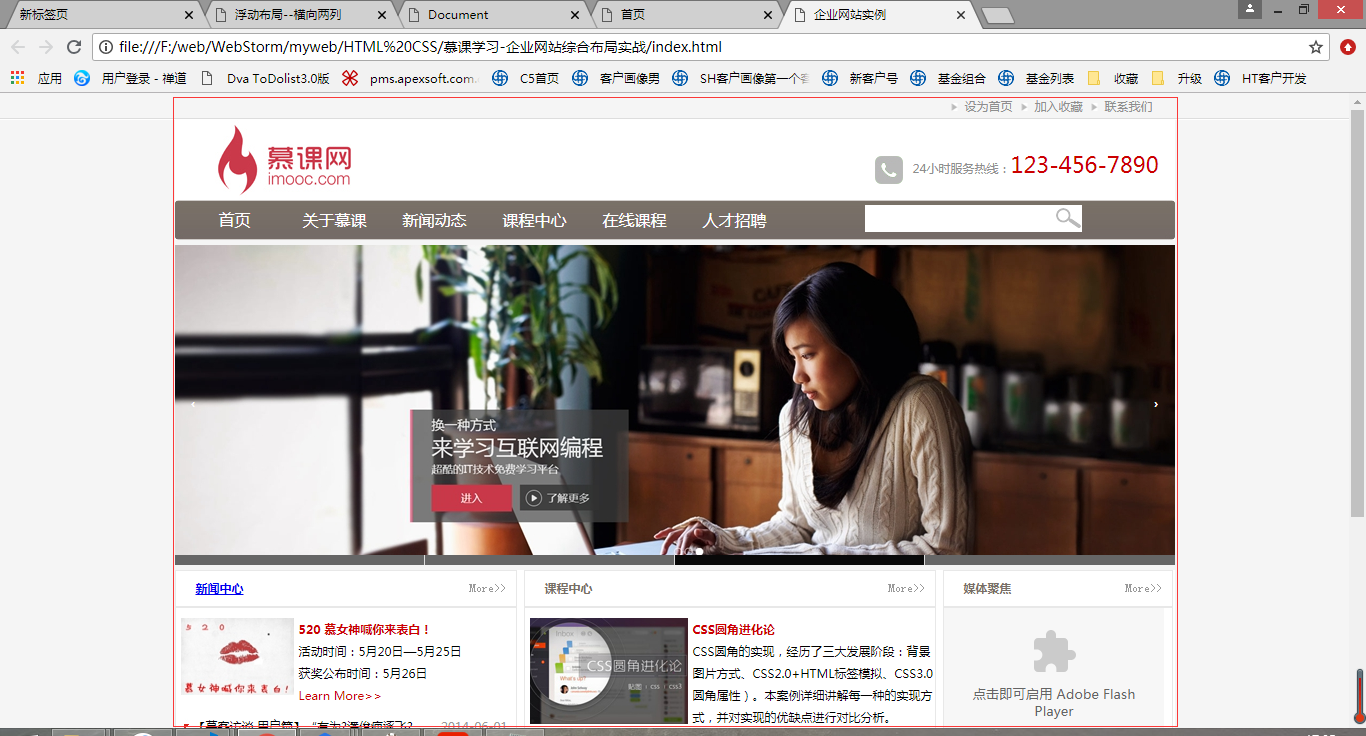 新标签页
浮动布局--横向两列
Document
首页
企业网站实例
file:///F:/web/WebStorm/myweb/HTML%20CSS/慕课学习-企业网站综合布局实战/index.html
应用
用户登录 - 禅道
Dva ToDolist3.0版
pms.apexsoft.com
C5首页
客户画像男
SH客户画像第一个客
新客户号
基金组合
基金列表
收藏
升级
HT客户开发
设为首页
加入收藏
联系我们
慕课网
imooc.com
24小时服务热线：123-456-7890
首页
关于慕课
新闻动态
课程中心
在线课程
人才招聘
换一种方式
来学习互联网编程
超酷的IT技术免费学习平台
进入
了解更多
新闻中心
More>>
520
慕女神喊你来表白!
520 慕女神喊你来表白！
活动时间：5月20日—5月25日
获奖公布时间：5月26日
Learn More>>
课程中心
More>>
Inbox
What's up?
CSS圆角进化论
CSS圆角进化论
CSS圆角的实现，经历了三大发展阶段：背景
图片方式、CSS2.0+HTML标签模拟、CSS3.0
圆角属性）。本案例详细讲解每一种的实现方
式，并对实现的优缺点进行对比分析。
媒体聚焦
More>>
点击即可启用 Adobe Flash
Player
2014-06-01